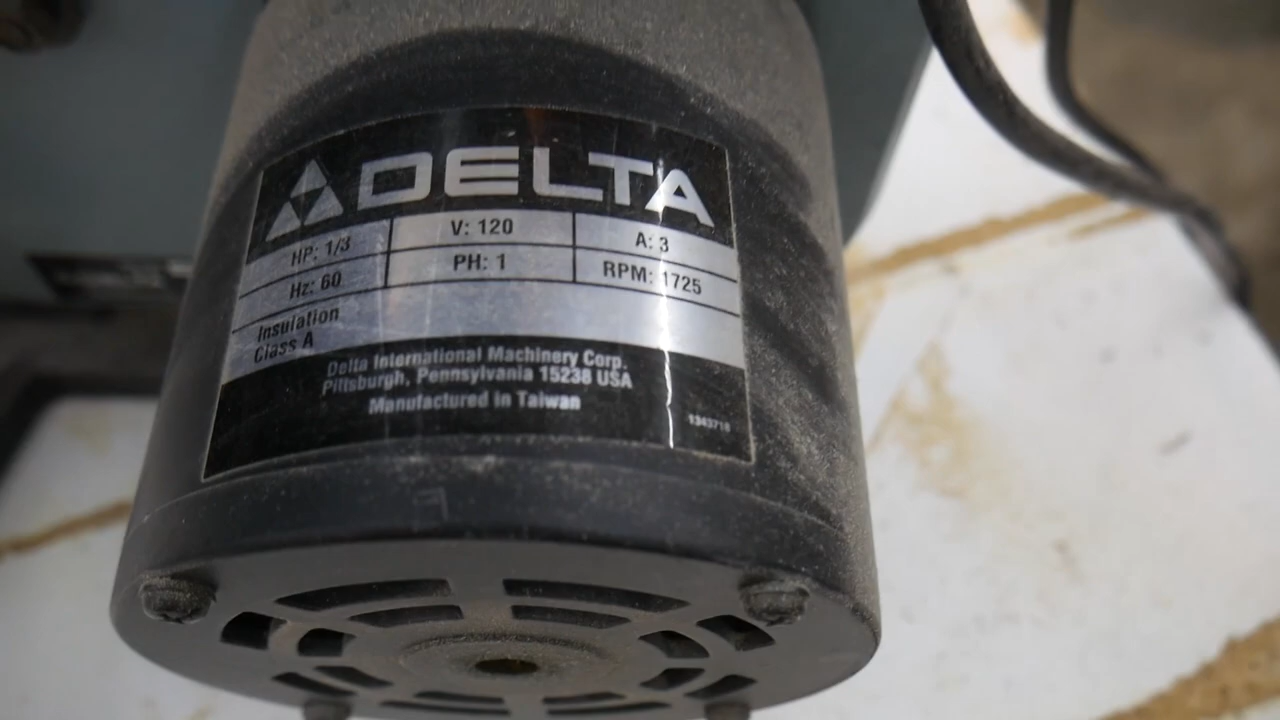 DELTA
HP: 1/3 V: 120 A: 3
Hz: 60 PH: 1 RPM: 1725
Insulation
Class A
Delta International Machinery Corp.
Pittsburgh, Pennsylvania 15238 USA
Manufactured in Taiwan